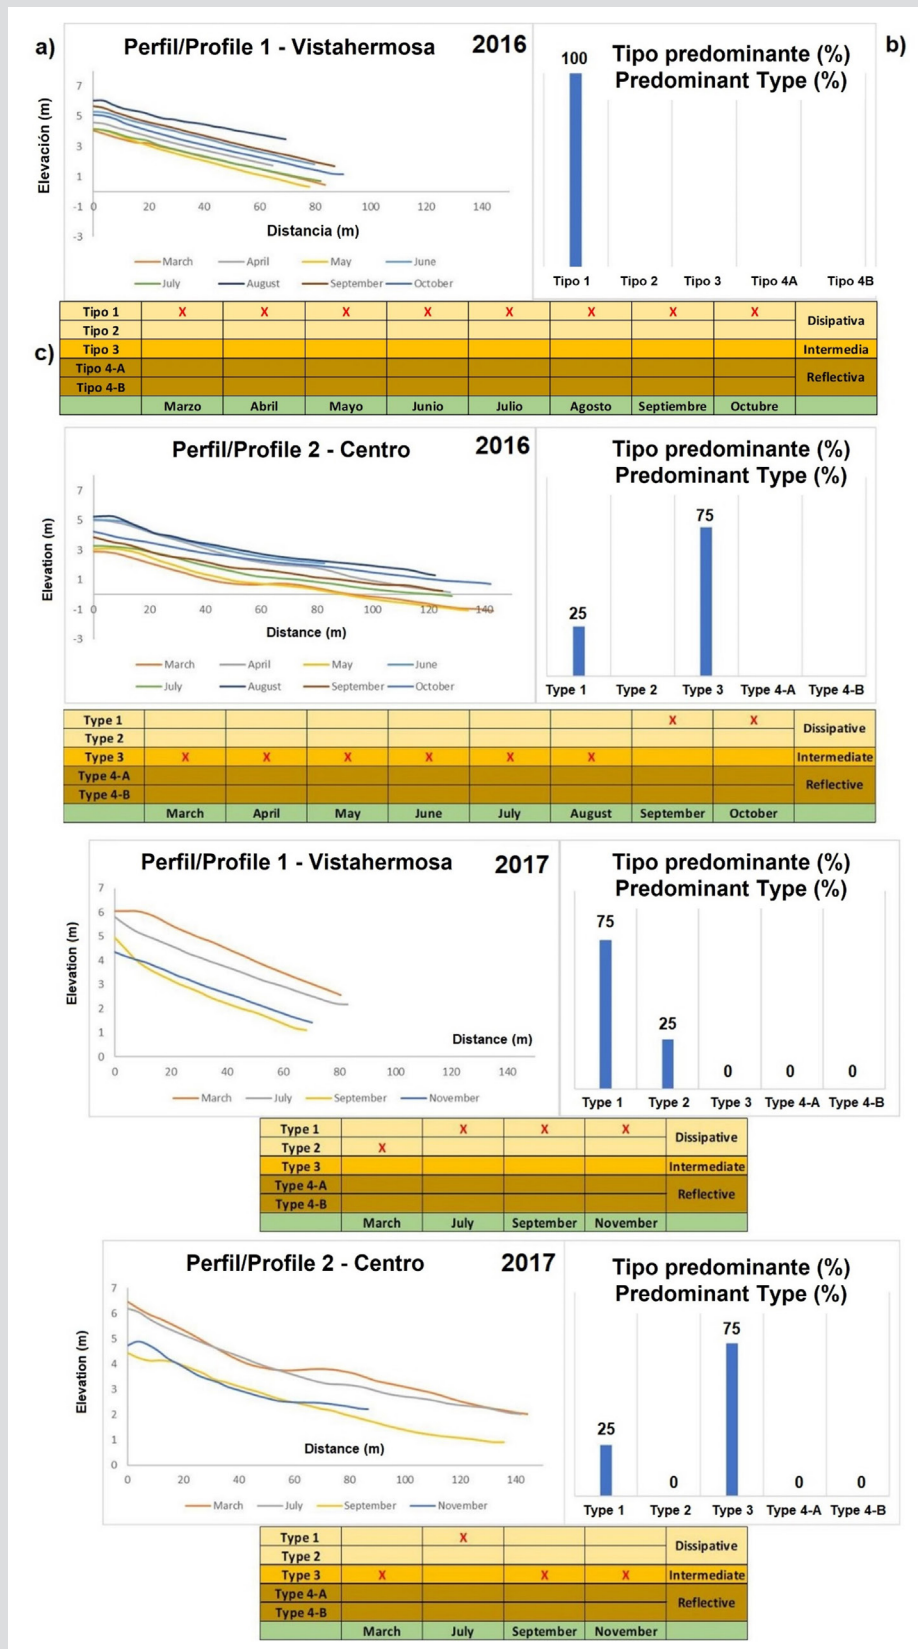 a)
Perfil/Profile 1 - Vistahermosa 2016
Elevación (m)
7
5
3
1
-1 0 20 40 60 80 100 120 140
-3
Distancia (m)
March April May June
July August September October
b)
Tipo predominante (%)
Predominant Type (%)
100
Tipo 1 Tipo 2 Tipo 3 Tipo 4A Tipo 4B
c)
Tipo 1 X X X X X X X X Disipativa
Tipo 2
Tipo 3 Intermedia
Tipo 4-A Reflectiva
Tipo 4-B
Marzo Abril Mayo Junio Julio Agosto Septiembre Octubre
Perfil/Profile 2 - Centro 2016
Elevation (m)
7
5
3
1
-1 0 20 40 60 80 100 120 140
-3
Distance (m)
March April May June
July August September October
Tipo predominante (%)
Predominant Type (%)
75
25
Type 1 Type 2 Type 3 Type 4-A Type 4-B
Type 1 X X Dissipative
Type 2
Type 3 X X X X X X Intermediate
Type 4-A Reflective
Type 4-B
March April May June July August September October
Perfil/Profile 1 - Vistahermosa 2017
Elevation (m)
7
6
5
4
3
2
1
0
Distance (m)
0 20 40 60 80 100 120 140
March July September November
Tipo predominante (%)
Predominant Type (%)
75
25
0 0 0
Type 1 Type 2 Type 3 Type 4-A Type 4-B
Type 1 X X X Dissipative
Type 2 X
Type 3 Intermediate
Type 4-A Reflective
Type 4-B
March July September November
Perfil/Profile 2 - Centro 2017
Elevation (m)
7
6
5
4
3
2
1
0
Distance (m)
0 20 40 60 80 100 120 140
March July September November
Tipo predominante (%)
Predominant Type (%)
75
25
0 0 0
Type 1 Type 2 Type 3 Type 4-A Type 4-B
Type 1 X Dissipative
Type 2
Type 3 X X X Intermediate
Type 4-A Reflective
Type 4-B
March July September November